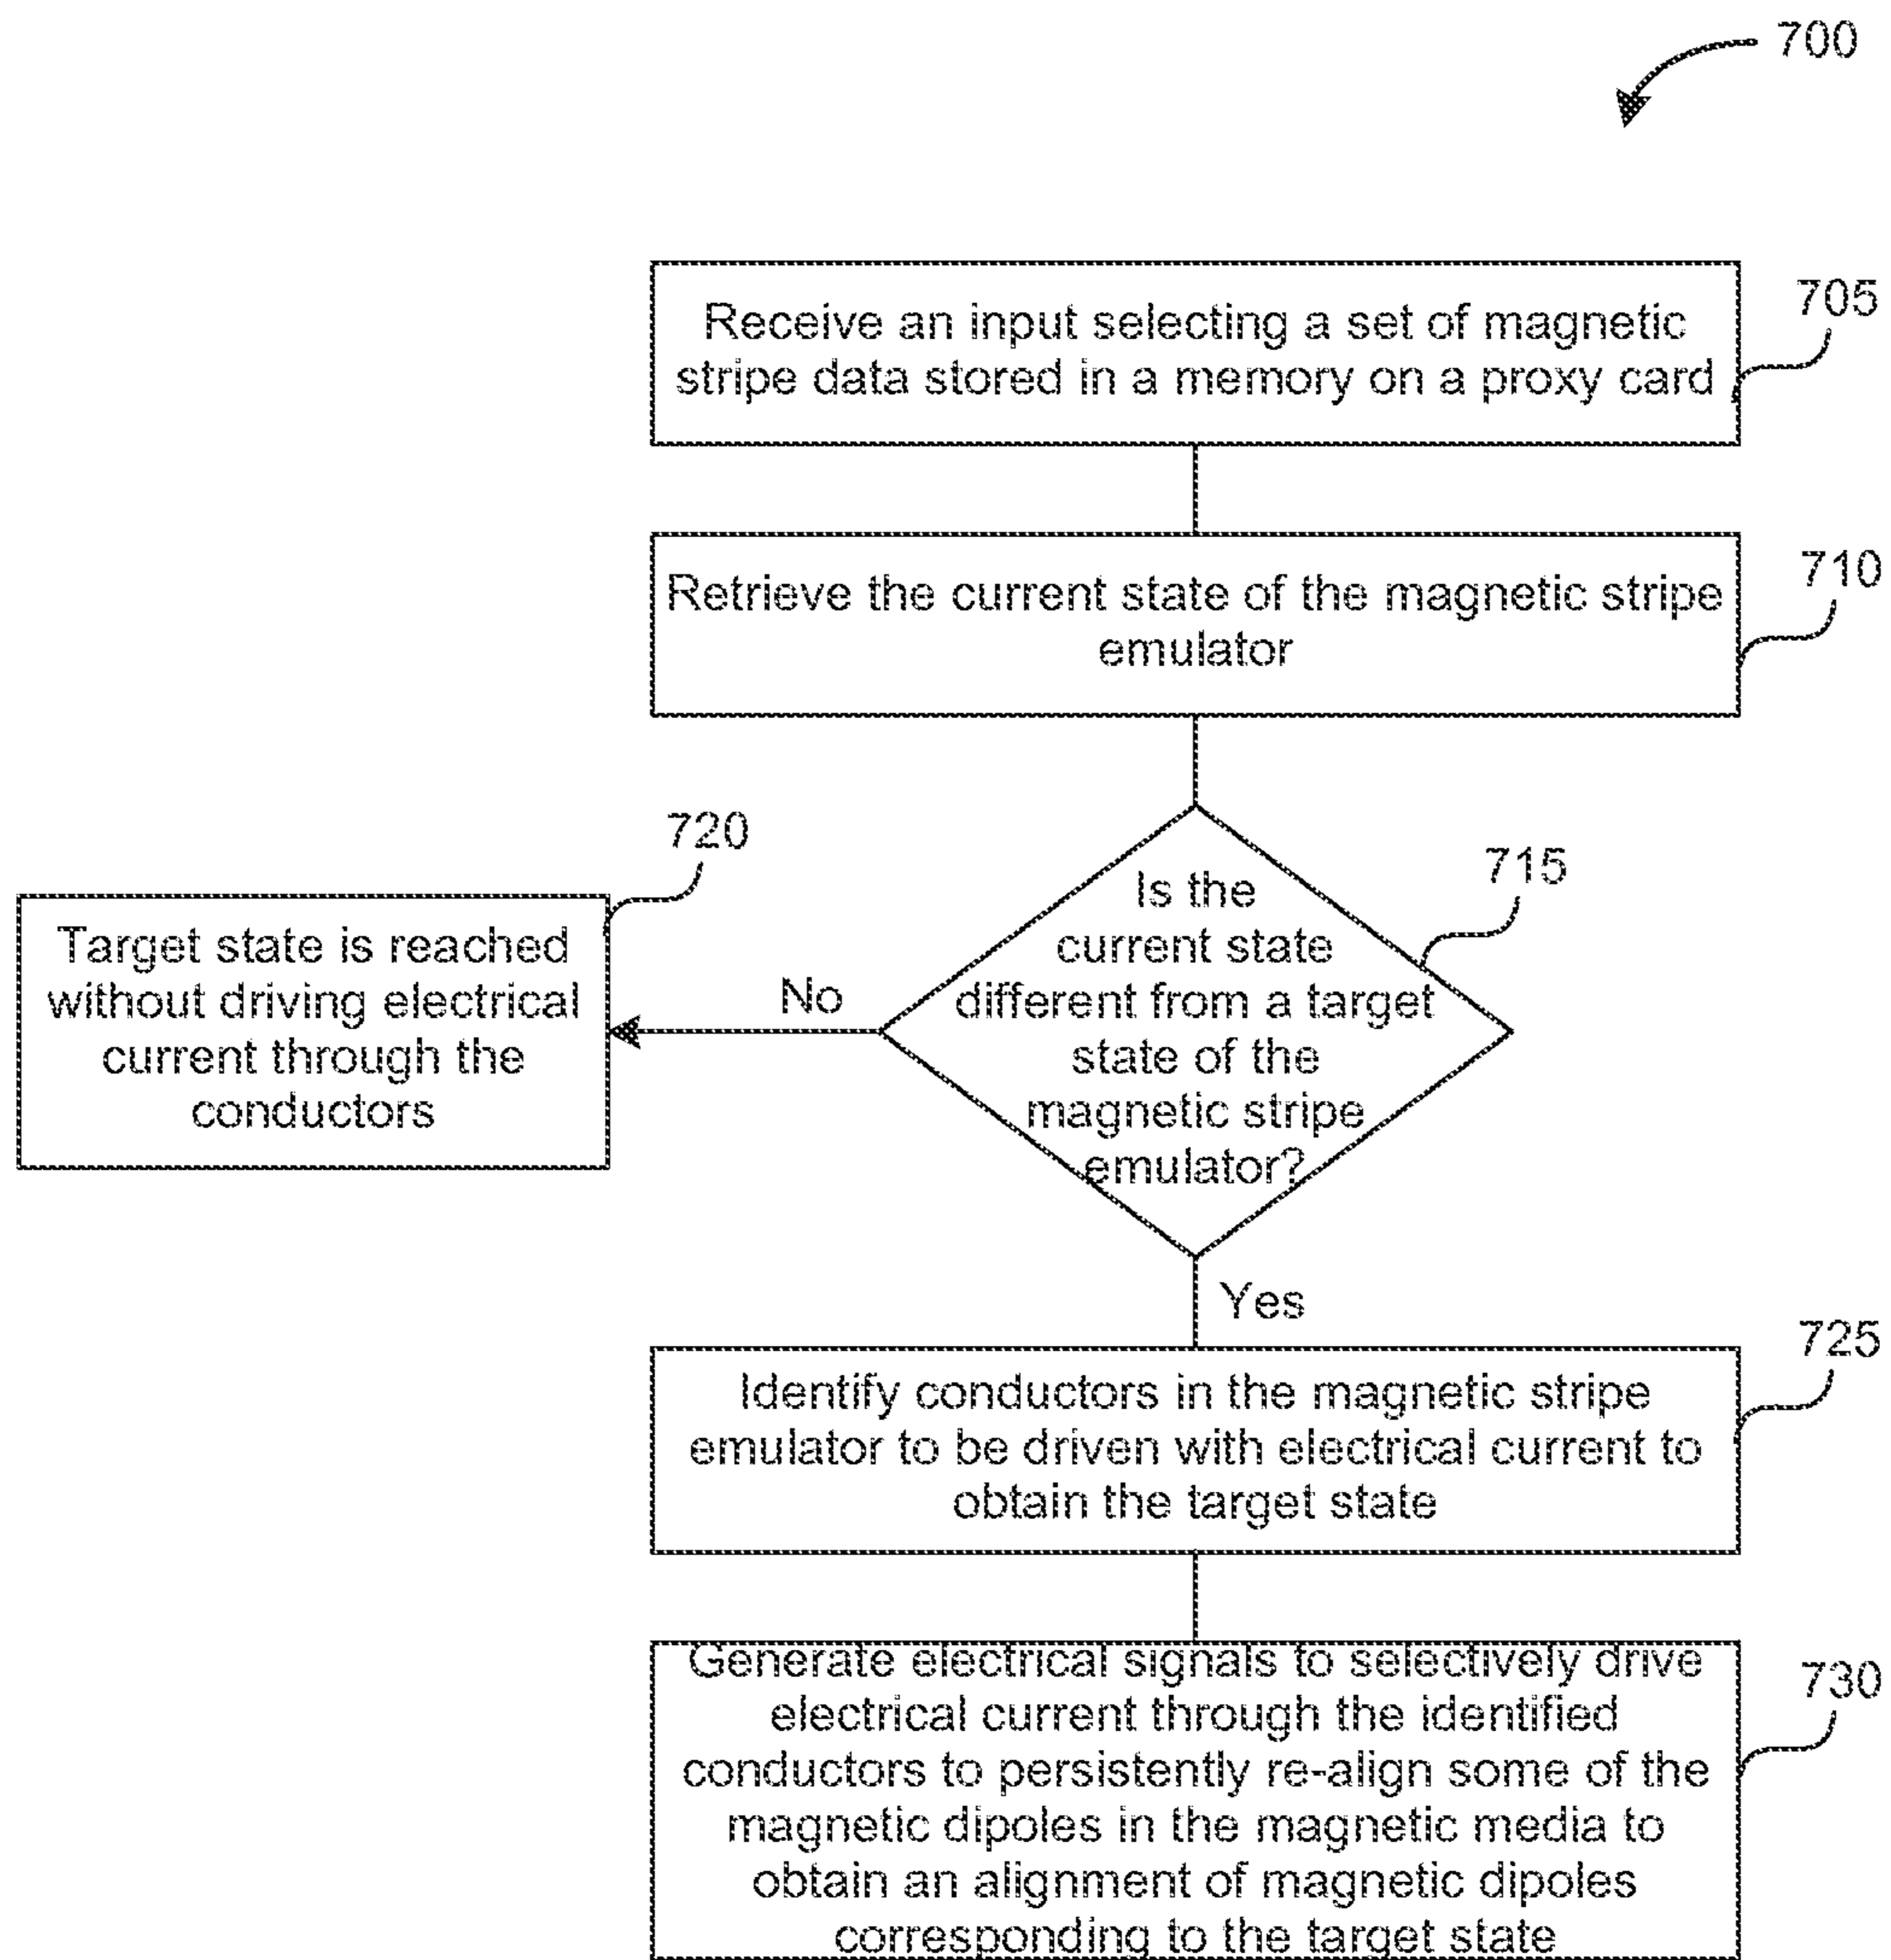 700
Receive an input selecting a set of magnetic
stripe data stored in a memory on a proxy card
705
Retrieve the current state of the magnetic stripe
emulator
710
Is the
current state
different from a target
state of the
magnetic stripe
emulator?
715
No
720
Target state is reached
without driving electrical
current through the
conductors
Yes
Identify conductors in the magnetic stripe
emulator to be driven with electrical current to
obtain the target state
725
Generate electrical signals to selectively drive
electrical current through the identified
conductors to persistently re-align some of the
magnetic dipoles in the magnetic media to
obtain an alignment of magnetic dipoles
corresponding to the target state
730